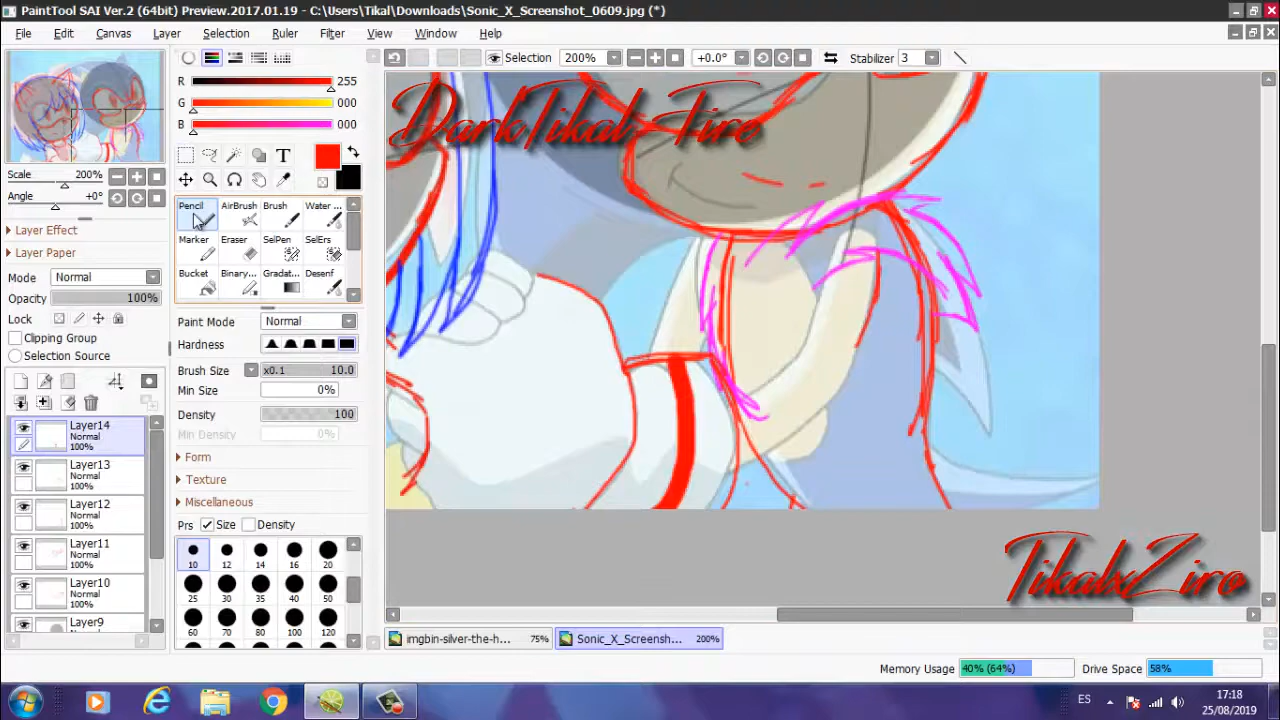 PaintTool SAI Ver.2 (64bit) Preview.2017.01.19 - C:\Users\Tikal\Downloads\Sonic_X_Screenshot_0609.jpg (*)
File Edit Canvas Layer Selection Ruler Filter View Window Help
Selection 200% +0.0° Stabilizer 3
R 255
G 000
B 000
Scale 200%
Angle +0°
Layer Effect
Layer Paper
Mode Normal
Opacity 100%
Lock
Clipping Group
Selection Source
Layer14
Normal
100%
Layer13
Normal
100%
Layer12
Normal
100%
Layer11
Normal
100%
Layer10
Normal
100%
Layer9
Pencil AirBrush Brush Water ...
Marker Eraser SelPen SelErs
Bucket Binary... Gradat... Desenf
Paint Mode Normal
Hardness
Brush Size x0.1 10.0
Min Size 0%
Density 100
Min Density 0%
Form
Texture
Miscellaneous
Prs Size Density
10 12 14 16 20
25 30 35 40 50
60 70 80 100 120
DarkTikal Fire
TikalxZire
imgbin-silver-the-h... 75% Sonic_X_Screensh... 200%
Memory Usage 40% (64%) Drive Space 58%
ES 17:18
25/08/2019